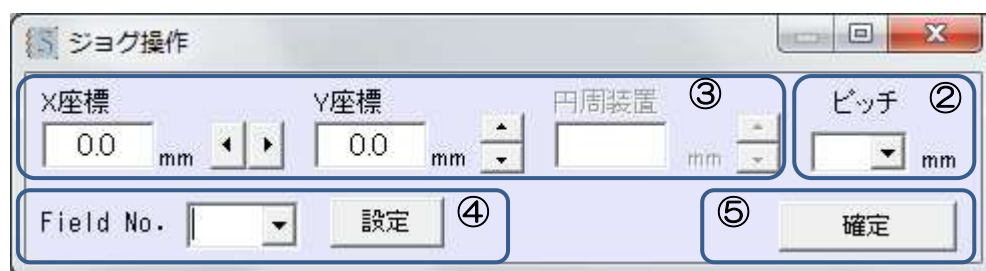 ジョグ操作
X座標 Y座標 円周装置 ③ ピッチ ②
0.0 mm 0.0 mm mm mm
Field No. 設定 ④ ⑤ 確定